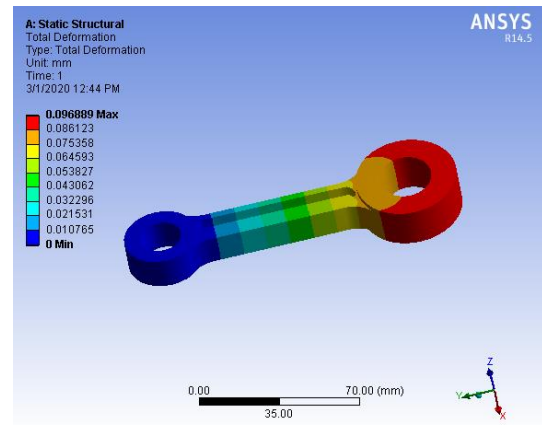 A: Static Structural
Total Deformation
Type: Total Deformation
Unit: mm
Time: 1
3/1/2020 12:44 PM
ANSYS
R14.5
0.096889 Max
0.086123
0.075358
0.064593
0.053827
0.043062
0.032296
0.021531
0.010765
0 Min
0.00
70.00 (mm)
35.00
Z
Y
X